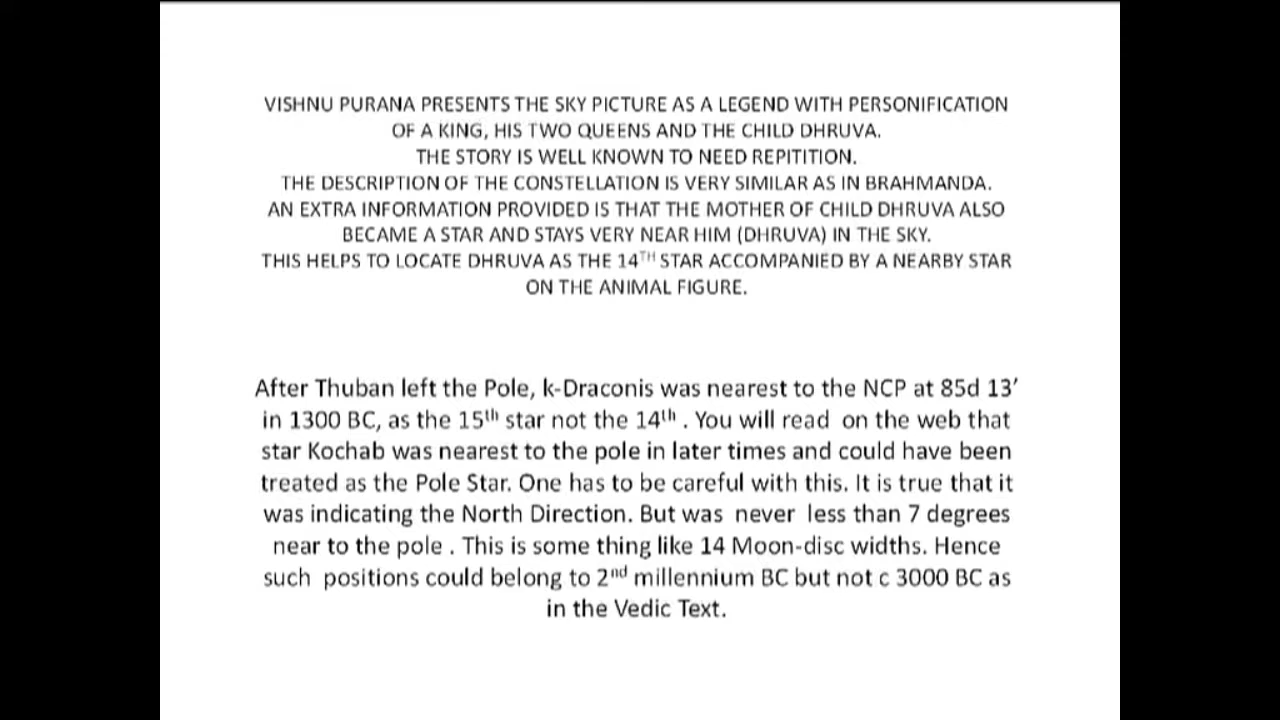 VISHNU PURANA PRESENTS THE SKY PICTURE AS A LEGEND WITH PERSONIFICATION
OF A KING, HIS TWO QUEENS AND THE CHILD DHRUVA.
THE STORY IS WELL KNOWN TO NEED REPITITION.
THE DESCRIPTION OF THE CONSTELLATION IS VERY SIMILAR AS IN BRAHMANDA.
AN EXTRA INFORMATION PROVIDED IS THAT THE MOTHER OF CHILD DHRUVA ALSO
BECAME A STAR AND STAYS VERY NEAR HIM (DHRUVA) IN THE SKY.
THIS HELPS TO LOCATE DHRUVA AS THE 14TH STAR ACCOMPANIED BY A NEARBY STAR
ON THE ANIMAL FIGURE.
After Thuban left the Pole, k-Draconis was nearest to the NCP at 85d 13’
in 1300 BC, as the 15th star not the 14th . You will read on the web that
star Kochab was nearest to the pole in later times and could have been
treated as the Pole Star. One has to be careful with this. It is true that it
was indicating the North Direction. But was never less than 7 degrees
near to the pole . This is some thing like 14 Moon-disc widths. Hence
such positions could belong to 2nd millennium BC but not c 3000 BC as
in the Vedic Text.